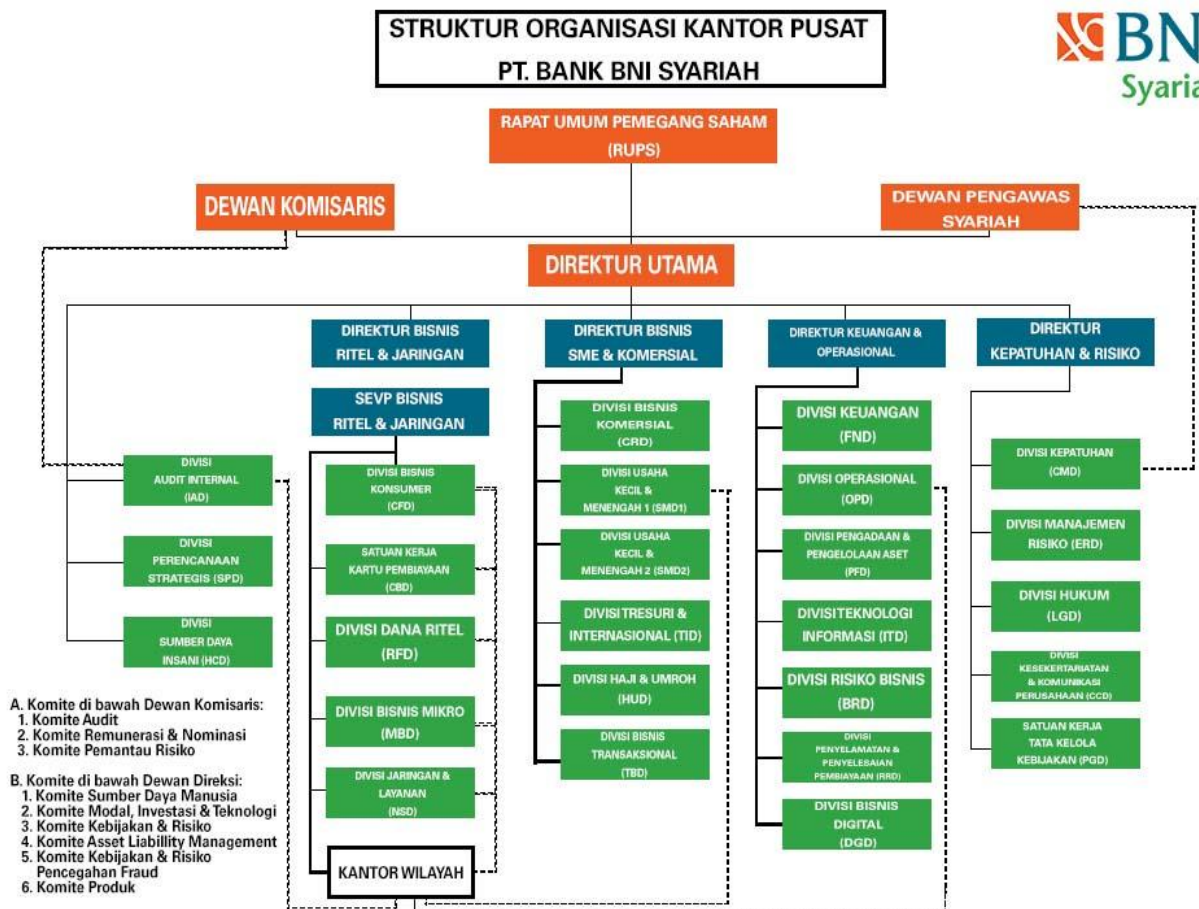 STRUKTUR ORGANISASI KANTOR PUSAT
PT. BANK BNI SYARIAH
BN
Syaria
RAPAT UMUM PEMEGANG SAHAM
(RUPS)
DEWAN KOMISARIS
DEWAN PENGAWAS
SYARIAH
DIREKTUR UTAMA
DIREKTUR BISNIS
RITEL & JARINGAN
DIREKTUR BISNIS
SME & KOMERSIAL
DIREKTUR KEUANGAN &
OPERASIONAL
DIREKTUR
KEPATUHAN & RISIKO
SEVP BISNIS
RITEL & JARINGAN
DIVISI
AUDIT INTERNAL
(IAD)
DIVISI
PERENCANAAN
STRATEGIS (SPD)
DIVISI
SUMBER DAYA
INSANI (HCD)
DIVISI BISNIS
KONSUMER
(CFD)
SATUAN KERJA
KARTU PEMBIAYAAN
(CBD)
DIVISI DANA RITEL
(RFD)
DIVISI BISNIS MIKRO
(MBD)
DIVISI JARINGAN &
LAYANAN
(NSD)
KANTOR WILAYAH
DIVISI BISNIS
KOMERSIAL
(CRD)
DIVISI USAHA
KECIL &
MENENGAH 1 (SMD1)
DIVISI USAHA
KECIL &
MENENGAH 2 (SMD2)
DIVISI TRESURI &
INTERNASIONAL (TID)
DIVISI HAJI & UMROH
(HUD)
DIVISI BISNIS
TRANSAKSIONAL
(TBD)
DIVISI KEUANGAN
(FND)
DIVISI OPERASIONAL
(OPD)
DIVISI PENGADAAN &
PENGELOLAAN ASET
(PFD)
DIVISI TEKNOLOGI
INFORMASI (ITD)
DIVISI RISIKO BISNIS
(BRD)
DIVISI
PENYELAMATAN &
PENYELESAIAN
PEMBIAYAAN (RRD)
DIVISI BISNIS
DIGITAL
(DGD)
DIVISI KEPATUHAN
(CMD)
DIVISI MANAJEMEN
RISIKO (ERD)
DIVISI HUKUM
(LGD)
DIVISI
KESEKERTARIATAN
& KOMUNIKASI
PERUSAHAAN (CCD)
SATUAN KERJA
TATA KELOLA
KEBIJAKAN (PGD)
A. Komite di bawah Dewan Komisaris:
1. Komite Audit
2. Komite Remunerasi & Nominasi
3. Komite Pemantau Risiko
B. Komite di bawah Dewan Direksi:
1. Komite Sumber Daya Manusia
2. Komite Modal, Investasi & Teknologi
3. Komite Kebijakan & Risiko
4. Komite Asset Liabillity Management
5. Komite Kebijakan & Risiko
Pencegahan Fraud
6. Komite Produk